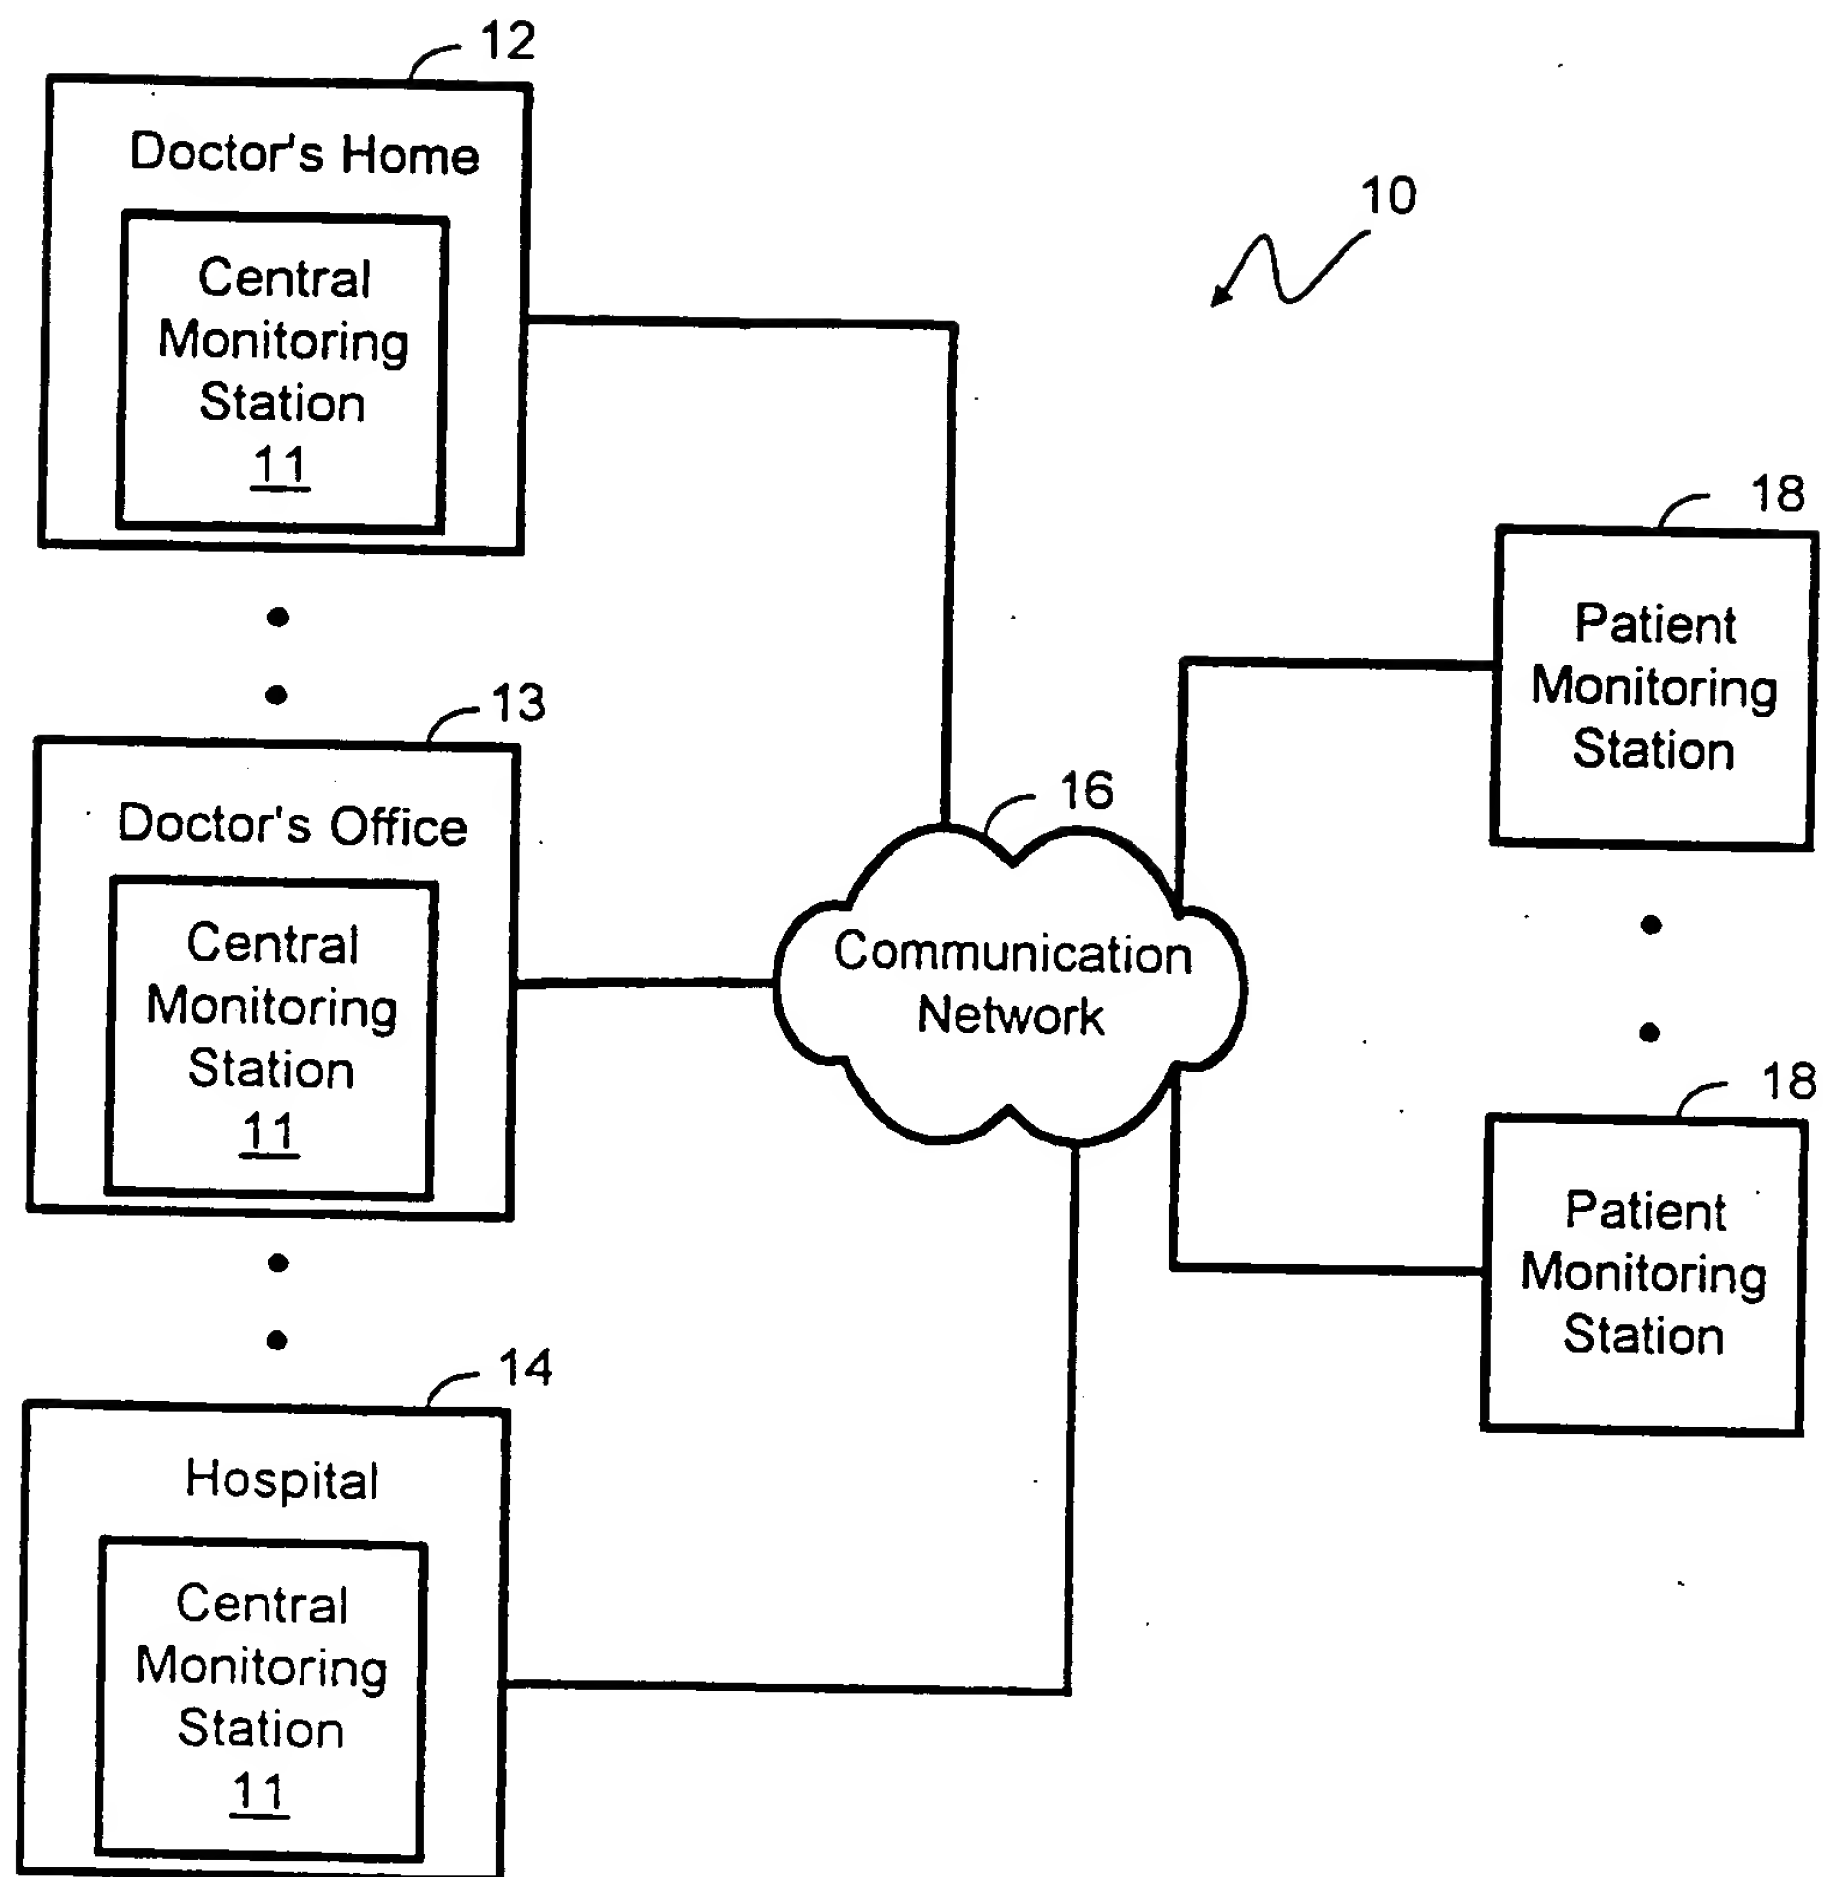 12
Doctor's Home
Central
Monitoring
Station
11
10
13
Doctor's Office
Central
Monitoring
Station
11
16
Communication
Network
18
Patient
Monitoring
Station
18
Patient
Monitoring
Station
14
Hospital
Central
Monitoring
Station
11